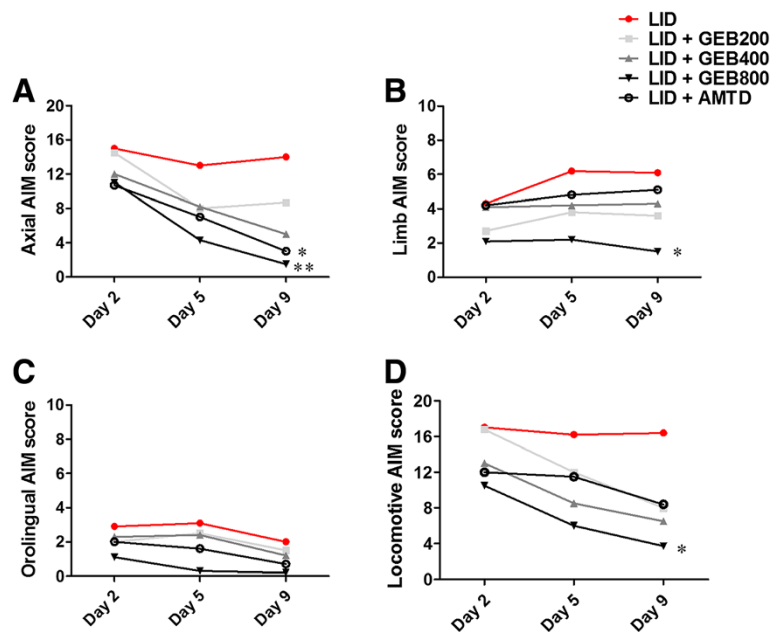 LID
LID + GEB200
LID + GEB400
LID + GEB800
LID + AMTD
A
Axial AIM score
20
16
12
8
4
0
*
**
Day 2
Day 5
Day 9
B
Limb AIM score
10
8
6
4
2
0
*
Day 2
Day 5
Day 9
C
Orolingual AIM score
10
8
6
4
2
0
Day 2
Day 5
Day 9
D
Locomotive AIM score
20
16
12
8
4
0
*
Day 2
Day 5
Day 9